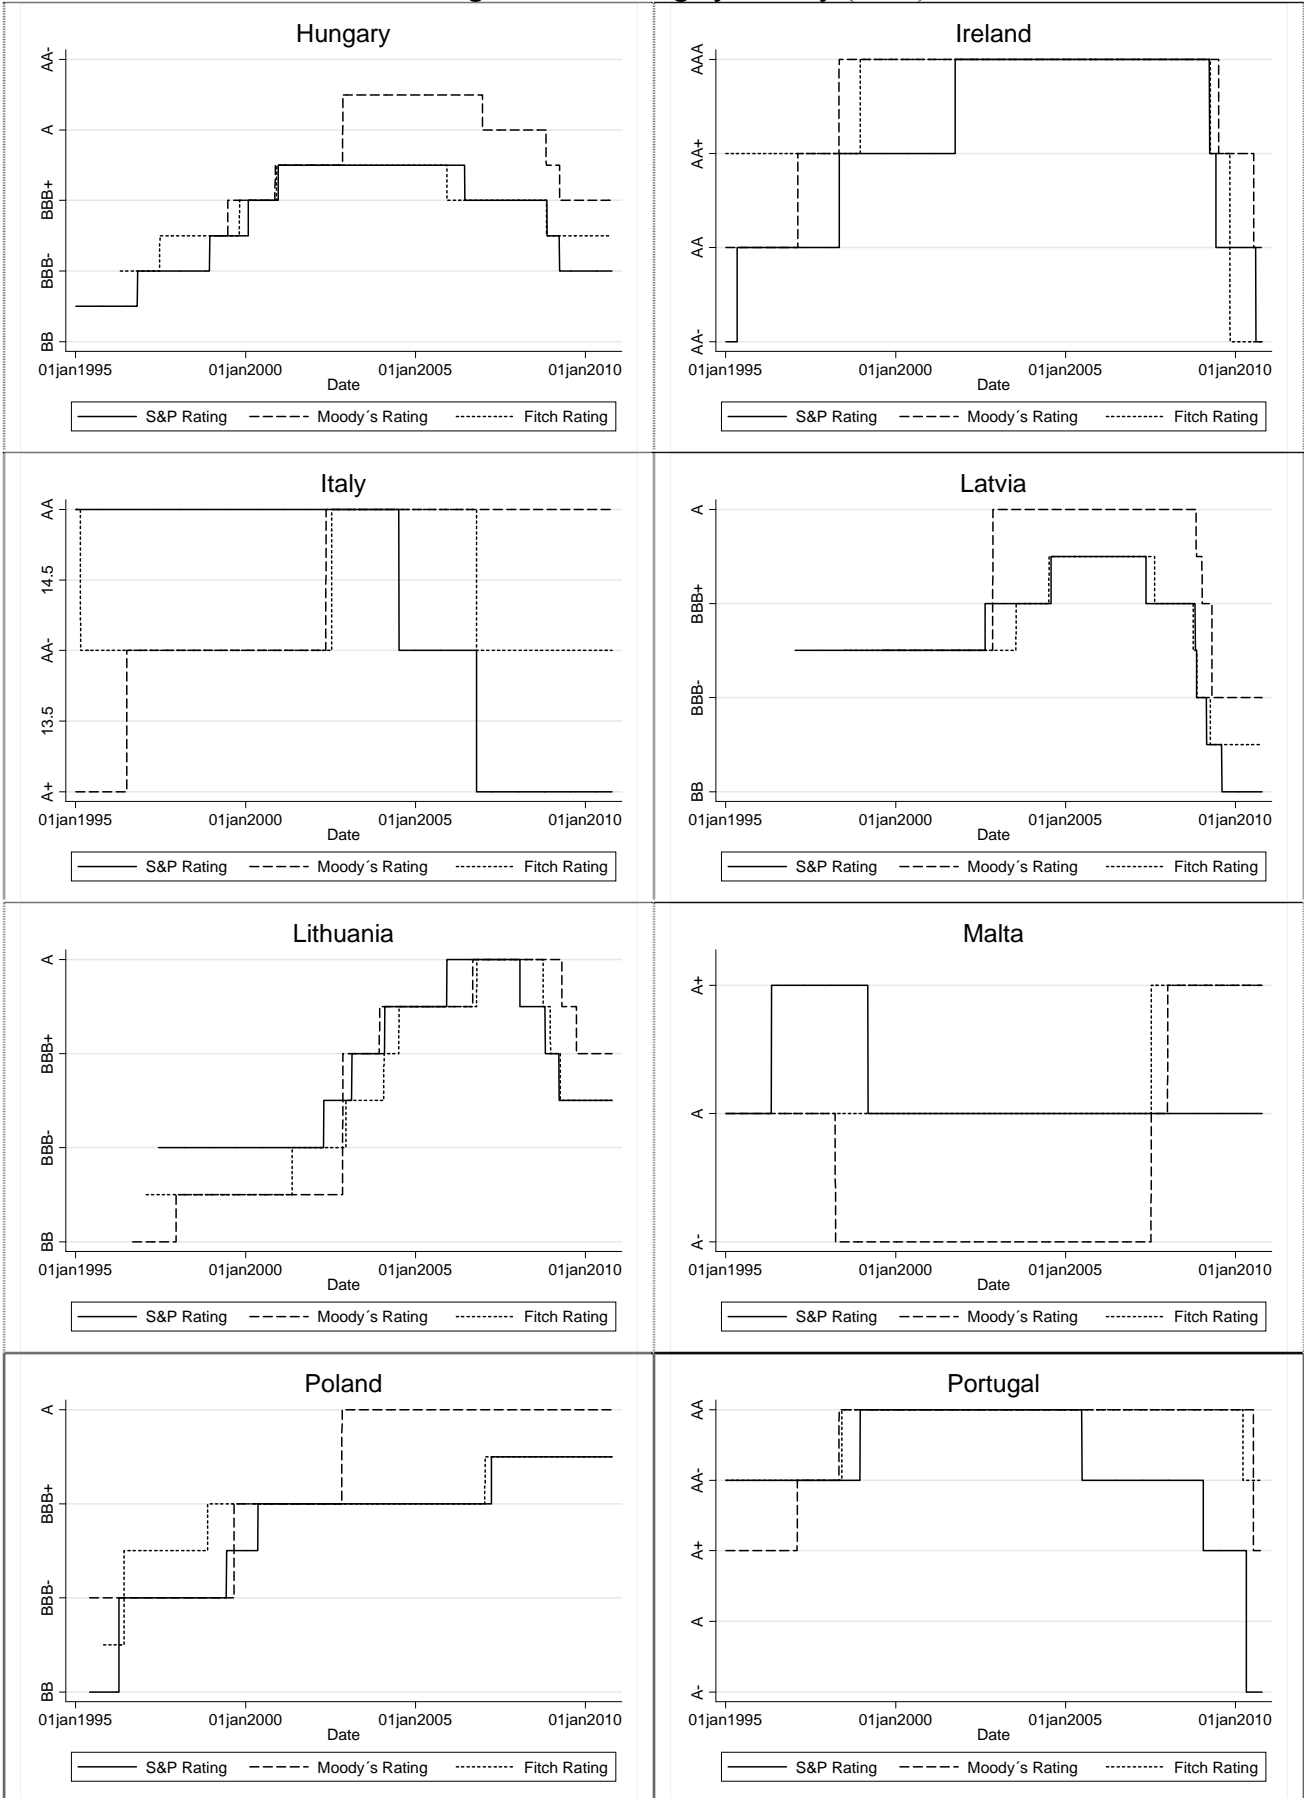 Hungary
AA-
A
BBB+
BBB-
BB
01jan1995 01jan2000 01jan2005 01jan2010
Date
S&P Rating Moody´s Rating Fitch Rating
Ireland
AAA
AA+
AA
AA-
01jan1995 01jan2000 01jan2005 01jan2010
Date
S&P Rating Moody´s Rating Fitch Rating
Italy
AA
14.5
AA-
13.5
A+
01jan1995 01jan2000 01jan2005 01jan2010
Date
S&P Rating Moody´s Rating Fitch Rating
Latvia
A
BBB+
BBB-
BB
01jan1995 01jan2000 01jan2005 01jan2010
Date
S&P Rating Moody´s Rating Fitch Rating
Lithuania
A
BBB+
BBB-
BB
01jan1995 01jan2000 01jan2005 01jan2010
Date
S&P Rating Moody´s Rating Fitch Rating
Malta
A+
A
A-
01jan1995 01jan2000 01jan2005 01jan2010
Date
S&P Rating Moody´s Rating Fitch Rating
Poland
A
BBB+
BBB-
BB
01jan1995 01jan2000 01jan2005 01jan2010
Date
S&P Rating Moody´s Rating Fitch Rating
Portugal
AA
AA-
A+
A
A-
01jan1995 01jan2000 01jan2005 01jan2010
Date
S&P Rating Moody´s Rating Fitch Rating